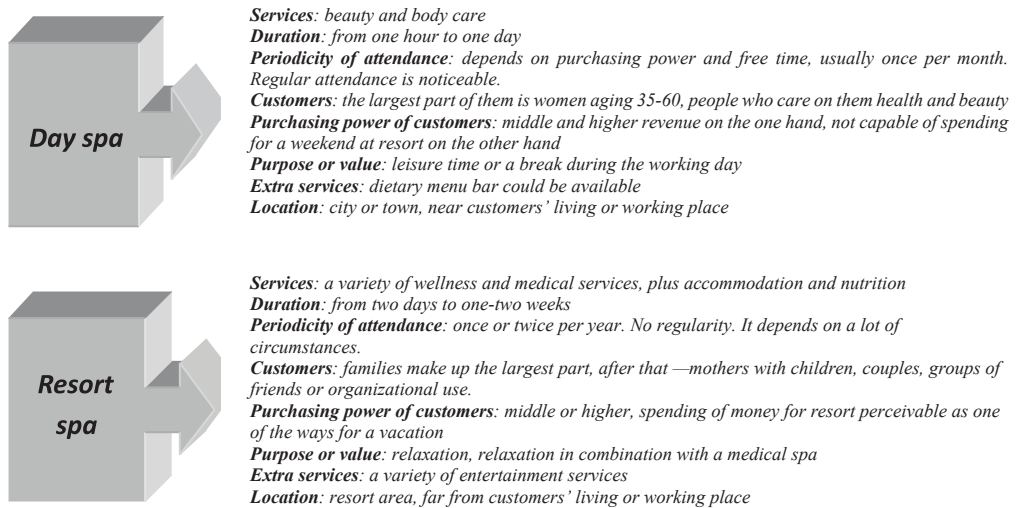 Day spa
Services: beauty and body care
Duration: from one hour to one day
Periodicity of attendance: depends on purchasing power and free time, usually once per month.
Regular attendance is noticeable.
Customers: the largest part of them is women aging 35-60, people who care on them health and beauty
Purchasing power of customers: middle and higher revenue on the one hand, not capable of spending
for a weekend at resort on the other hand
Purpose or value: leisure time or a break during the working day
Extra services: dietary menu bar could be available
Location: city or town, near customers’ living or working place
Resort
spa
Services: a variety of wellness and medical services, plus accommodation and nutrition
Duration: from two days to one-two weeks
Periodicity of attendance: once or twice per year. No regularity. It depends on a lot of
circumstances.
Customers: families make up the largest part, after that —mothers with children, couples, groups of
friends or organizational use.
Purchasing power of customers: middle or higher, spending of money for resort perceivable as one
of the ways for a vacation
Purpose or value: relaxation, relaxation in combination with a medical spa
Extra services: a variety of entertainment services
Location: resort area, far from customers’ living or working place